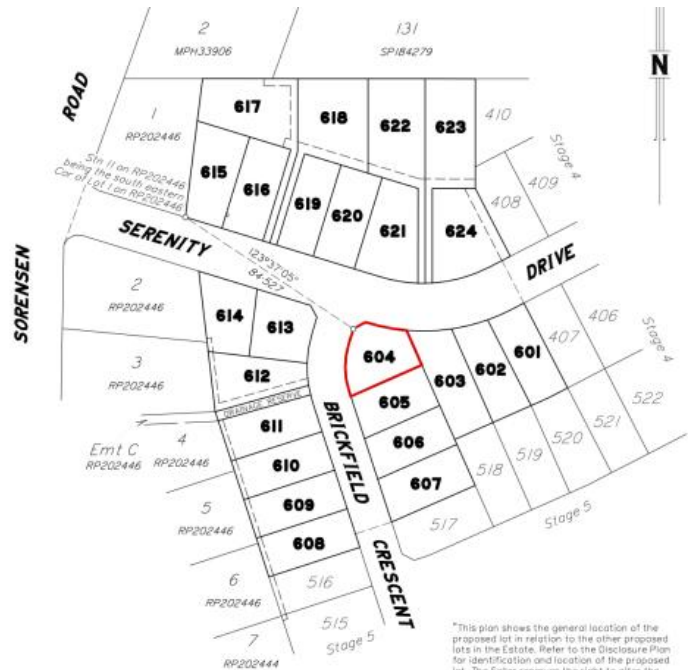 2
MPH33906
131
SP184279
N
ROAD
617
618
622
623
410
1
RP202446
Stage 4
615
616
619
620
621
624
409
408
Stn II on RP202446
being the south eastern
Cor of Lot I on RP202446
SERENITY
DRIVE
123°37'05"
84·527
SORENSEN
2
RP202446
614
613
604
603
602
601
407
406
Stage 4
3
RP202446
612
DRAINAGE RESERVE
605
522
611
BRICKFIELD
606
521
Emt C
RP202446
4
RP202446
610
607
518
519
520
5
RP202446
609
517
Stage 5
608
CRESCENT
6
RP202446
516
515
Stage 5
7
RP202444
"This plan shows the general location of the
proposed lot in relation to the other proposed
lots in the Estate. Refer to the Disclosure Plan
for identification and location of the proposed